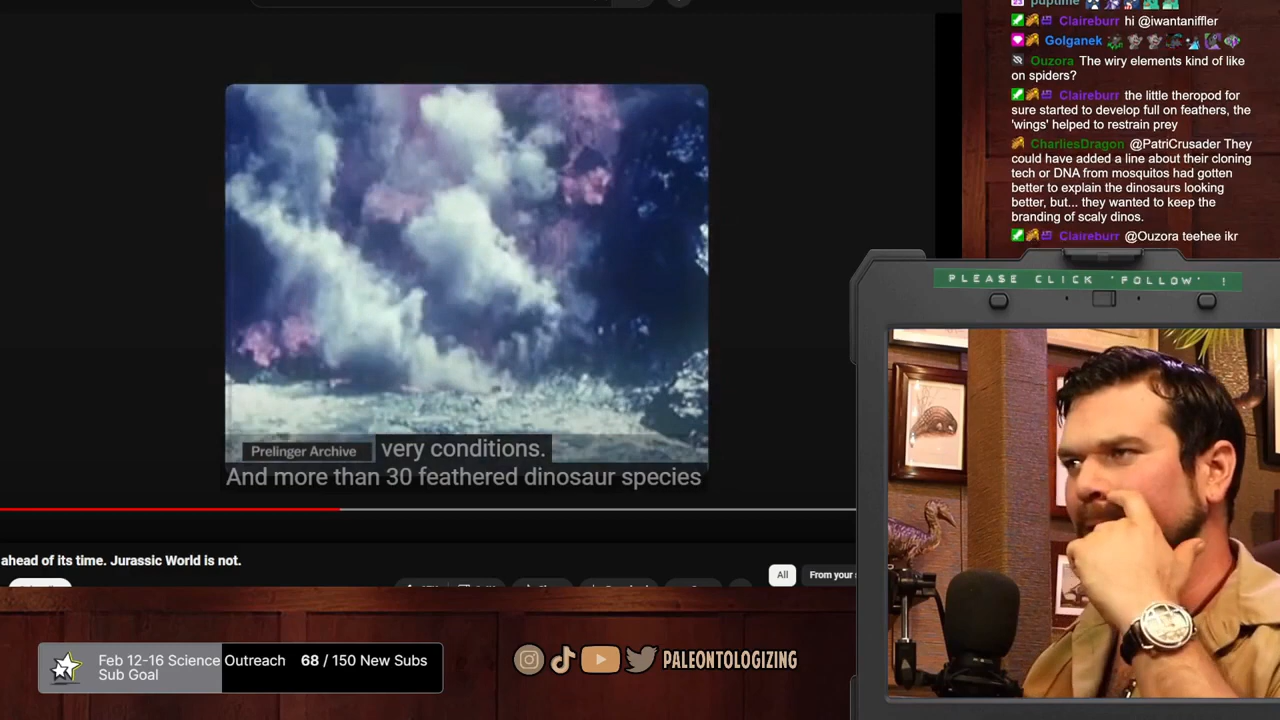 puptime
Claireburr hi @iwantaniffler
Golganek
Ouzora The wiry elements kind of like
on spiders?
Claireburr the little theropod for
sure started to develop full on feathers, the
'wings' helped to restrain prey
CharliesDragon @PatriCrusader They
could have added a line about their cloning
tech or DNA from mosquitos had gotten
better to explain the dinosaurs looking
better, but... they wanted to keep the
branding of scaly dinos.
Claireburr @Ouzora teehee ikr
PLEASE CLICK 'FOLLOW' !
Prelinger Archive very conditions.
And more than 30 feathered dinosaur species
ahead of its time. Jurassic World is not.
All From your
Feb 12-16 Science Outreach 68 / 150 New Subs
Sub Goal
PALEONTOLOGIZING